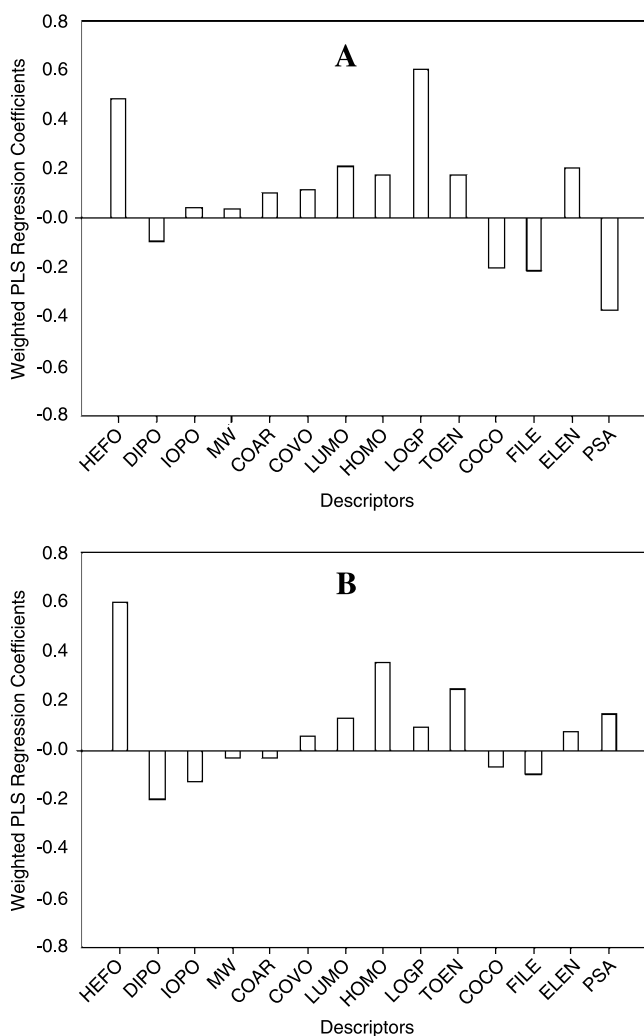 A
Weighted PLS Regression Coefficients
0.8
0.6
0.4
0.2
-0.0
-0.2
-0.4
-0.6
-0.8
HEFO
DIPO
IOPO
MW
COAR
COVO
LUMO
HOMO
LOGP
TOEN
COCO
FILE
ELEN
PSA
Descriptors
B
Weighted PLS Regression Coefficients
0.8
0.6
0.4
0.2
-0.0
-0.2
-0.4
-0.6
-0.8
HEFO
DIPO
IOPO
MW
COAR
COVO
LUMO
HOMO
LOGP
TOEN
COCO
FILE
ELEN
PSA
Descriptors